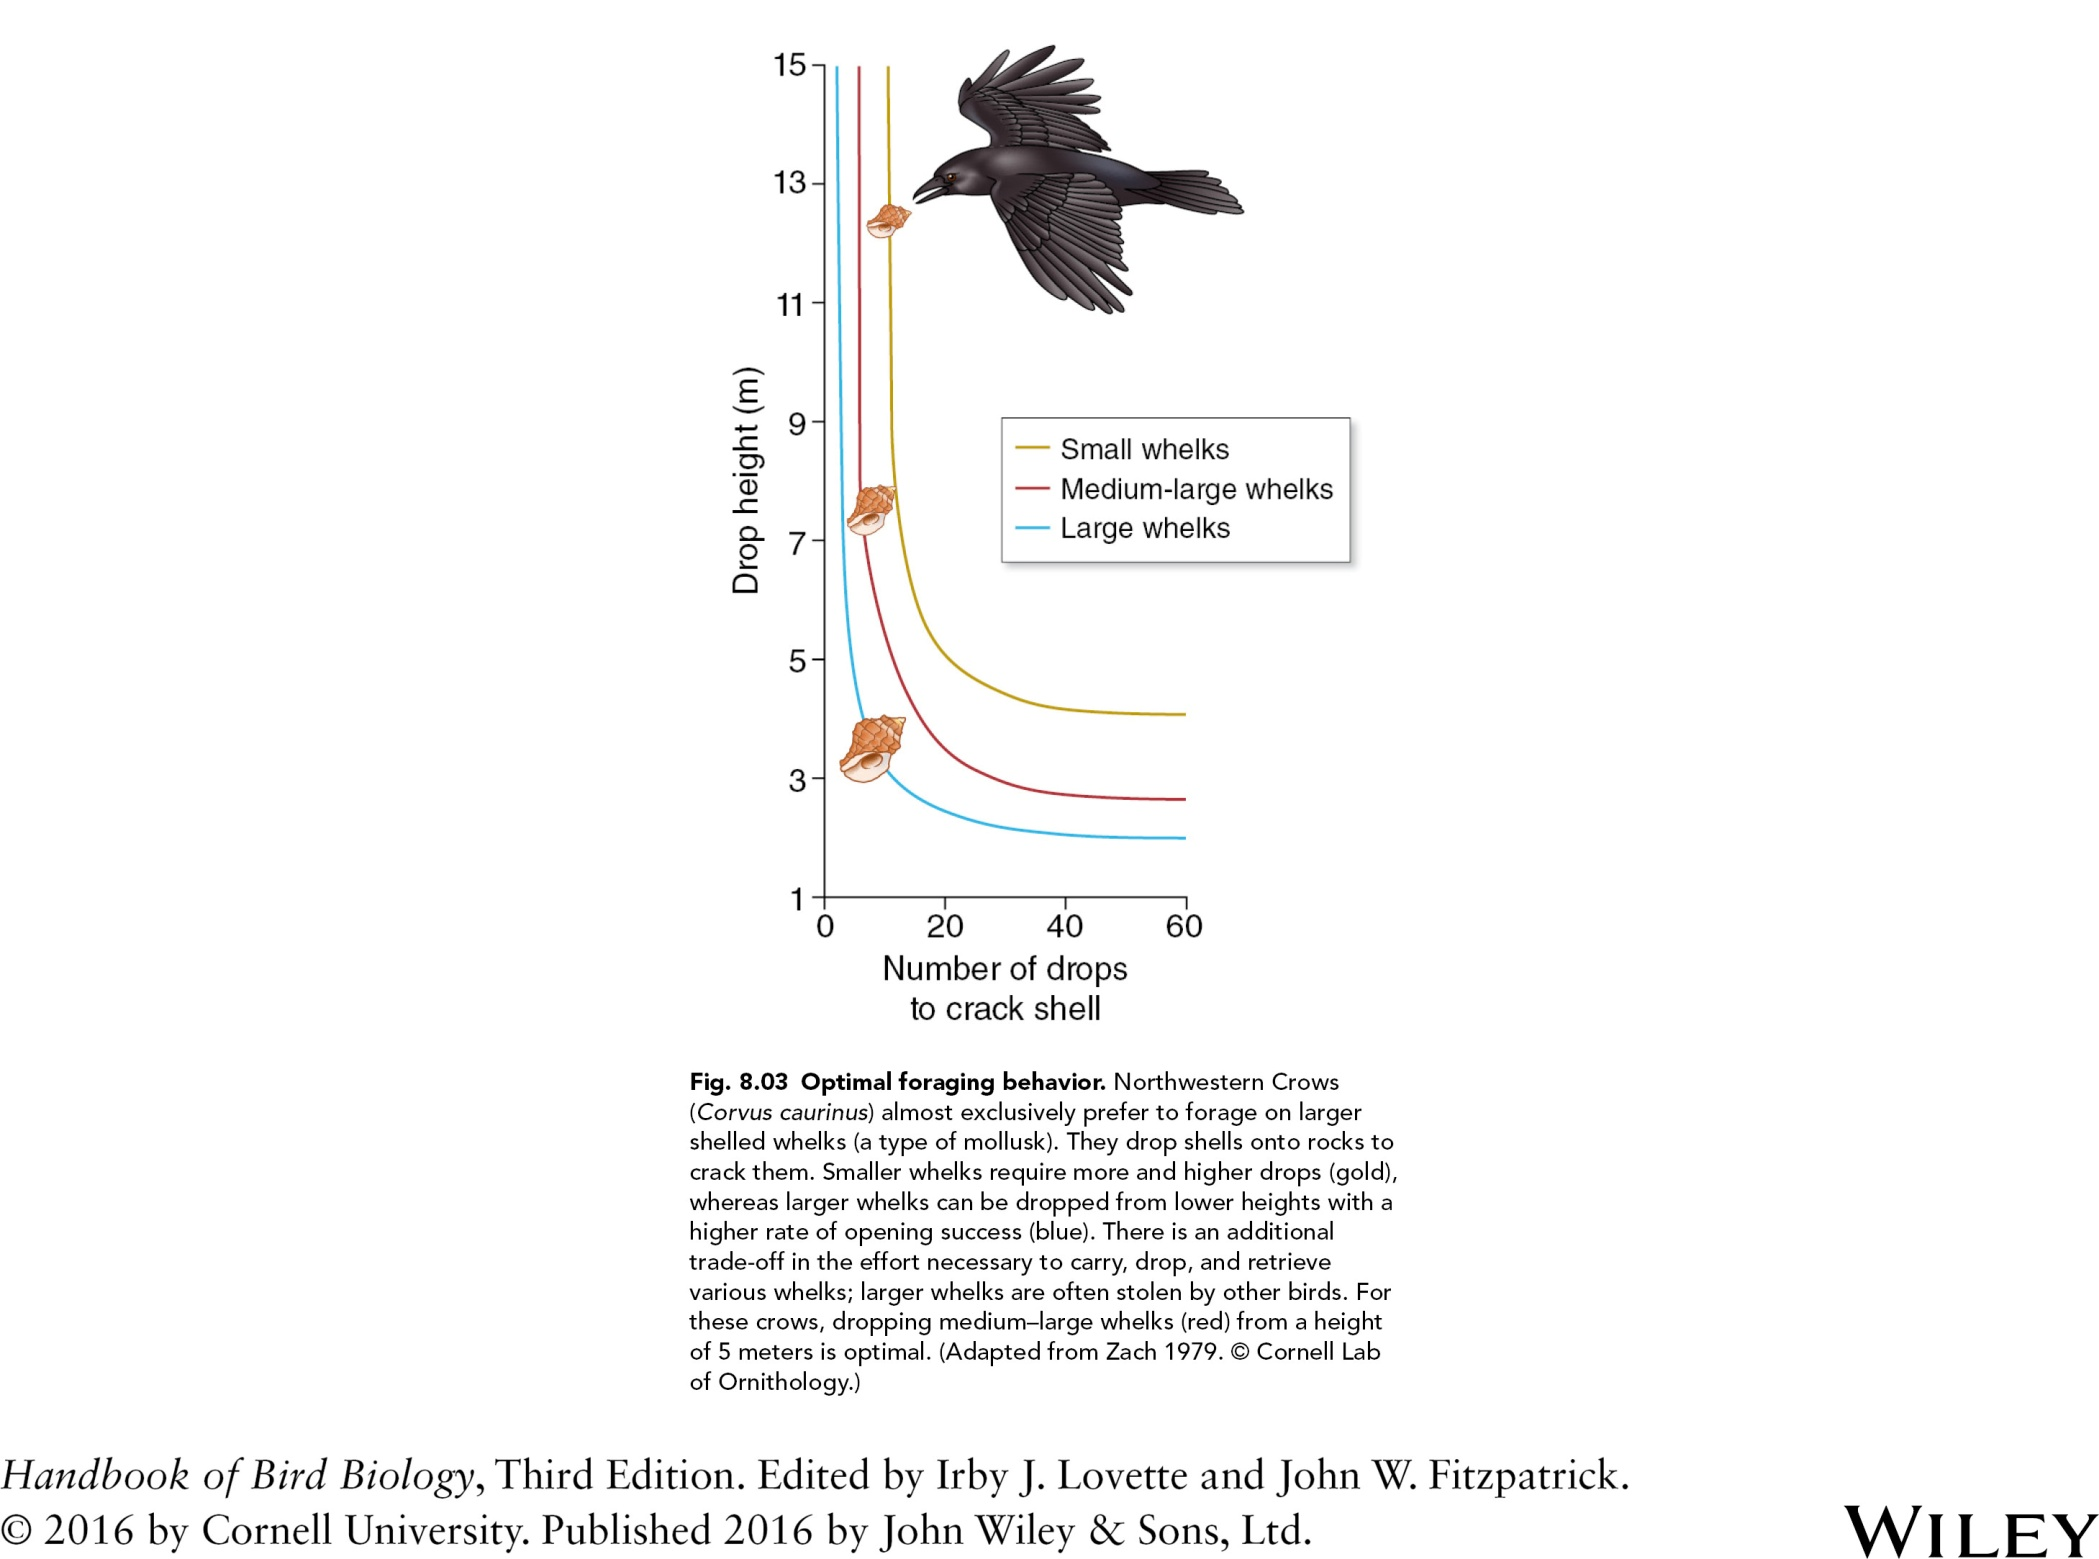 15
13
11
9
7
5
3
1
Drop height (m)
Small whelks
Medium-large whelks
Large whelks
0 20 40 60
Number of drops
to crack shell
Fig. 8.03 Optimal foraging behavior. Northwestern Crows
(Corvus caurinus) almost exclusively prefer to forage on larger
shelled whelks (a type of mollusk). They drop shells onto rocks to
crack them. Smaller whelks require more and higher drops (gold),
whereas larger whelks can be dropped from lower heights with a
higher rate of opening success (blue). There is an additional
trade-off in the effort necessary to carry, drop, and retrieve
various whelks; larger whelks are often stolen by other birds. For
these crows, dropping medium–large whelks (red) from a height
of 5 meters is optimal. (Adapted from Zach 1979. © Cornell Lab
of Ornithology.)
Handbook of Bird Biology, Third Edition. Edited by Irby J. Lovette and John W. Fitzpatrick.
© 2016 by Cornell University. Published 2016 by John Wiley & Sons, Ltd.
WILEY